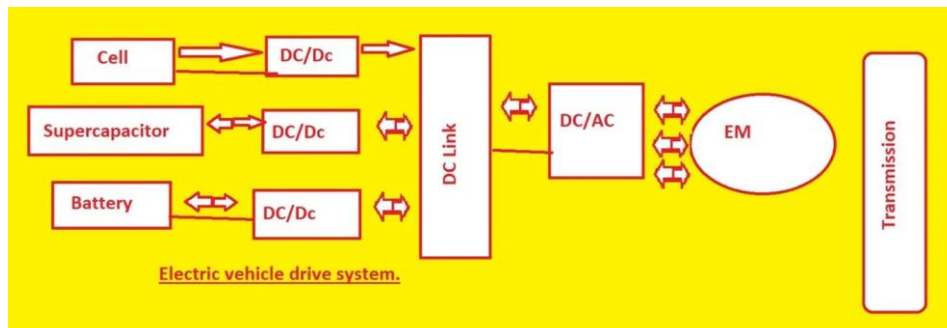 Cell
DC/Dc
Supercapacitor
DC/Dc
Battery
DC/Dc
DC Link
DC/AC
EM
Transmission
Electric vehicle drive system.